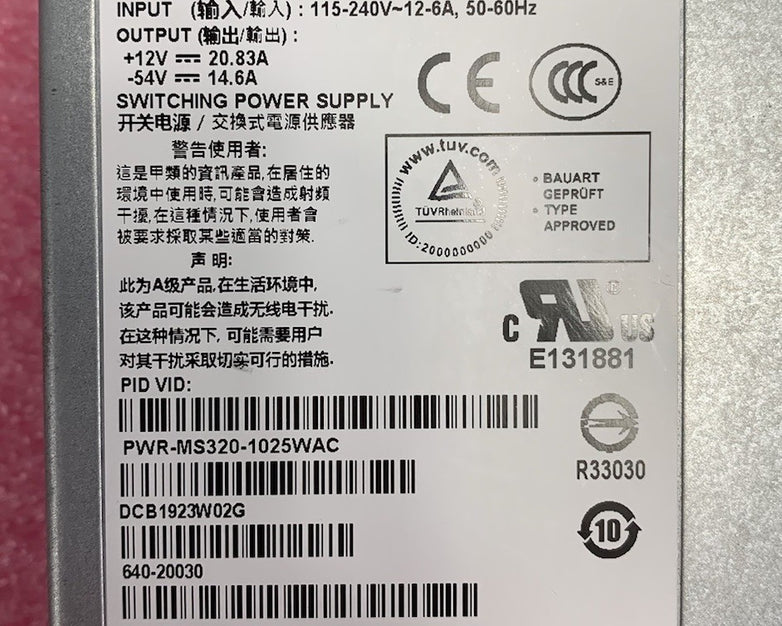 INPUT (输入/輸入) : 115-240V~12-6A, 50-60Hz
OUTPUT (输出/輸出) :
+12V ⎓ 20.83A
-54V ⎓ 14.6A
SWITCHING POWER SUPPLY
开关电源 / 交換式電源供應器
警告使用者:
這是甲類的資訊產品,在居住的
環境中使用時,可能會造成射頻
干擾,在這種情況下,使用者會
被要求採取某些適當的對策.
声 明:
此为A级产品,在生活环境中,
该产品可能会造成无线电干扰.
在这种情况下, 可能需要用户
对其干扰采取切实可行的措施.
PID VID:
PWR-MS320-1025WAC
DCB1923W02G
640-20030
CE
CCC S&E
www.tuv.com
TÜVRheinland
ID:2000000000
• BAUART
GEPRÜFT
• TYPE
APPROVED
C RU US
E131881
R33030
10